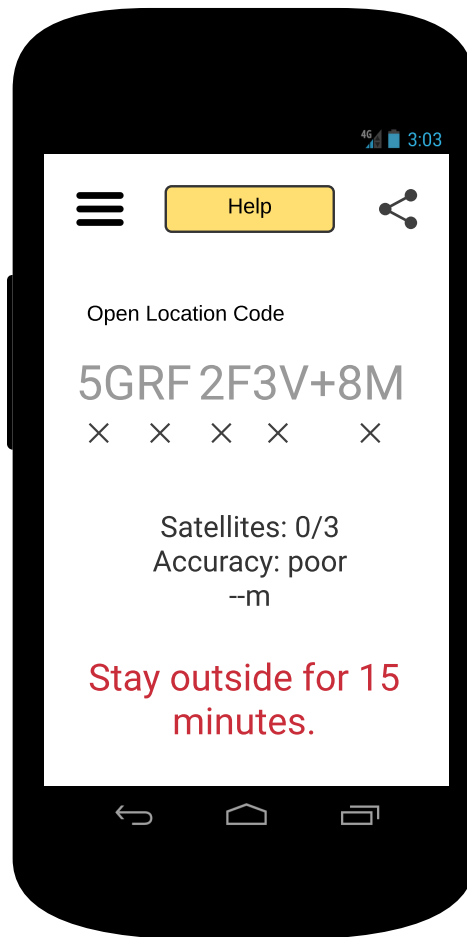 4G 3:03
Help
Open Location Code
5GRF 2F3V+8M
Satellites: 0/3
Accuracy: poor
--m
Stay outside for 15
minutes.